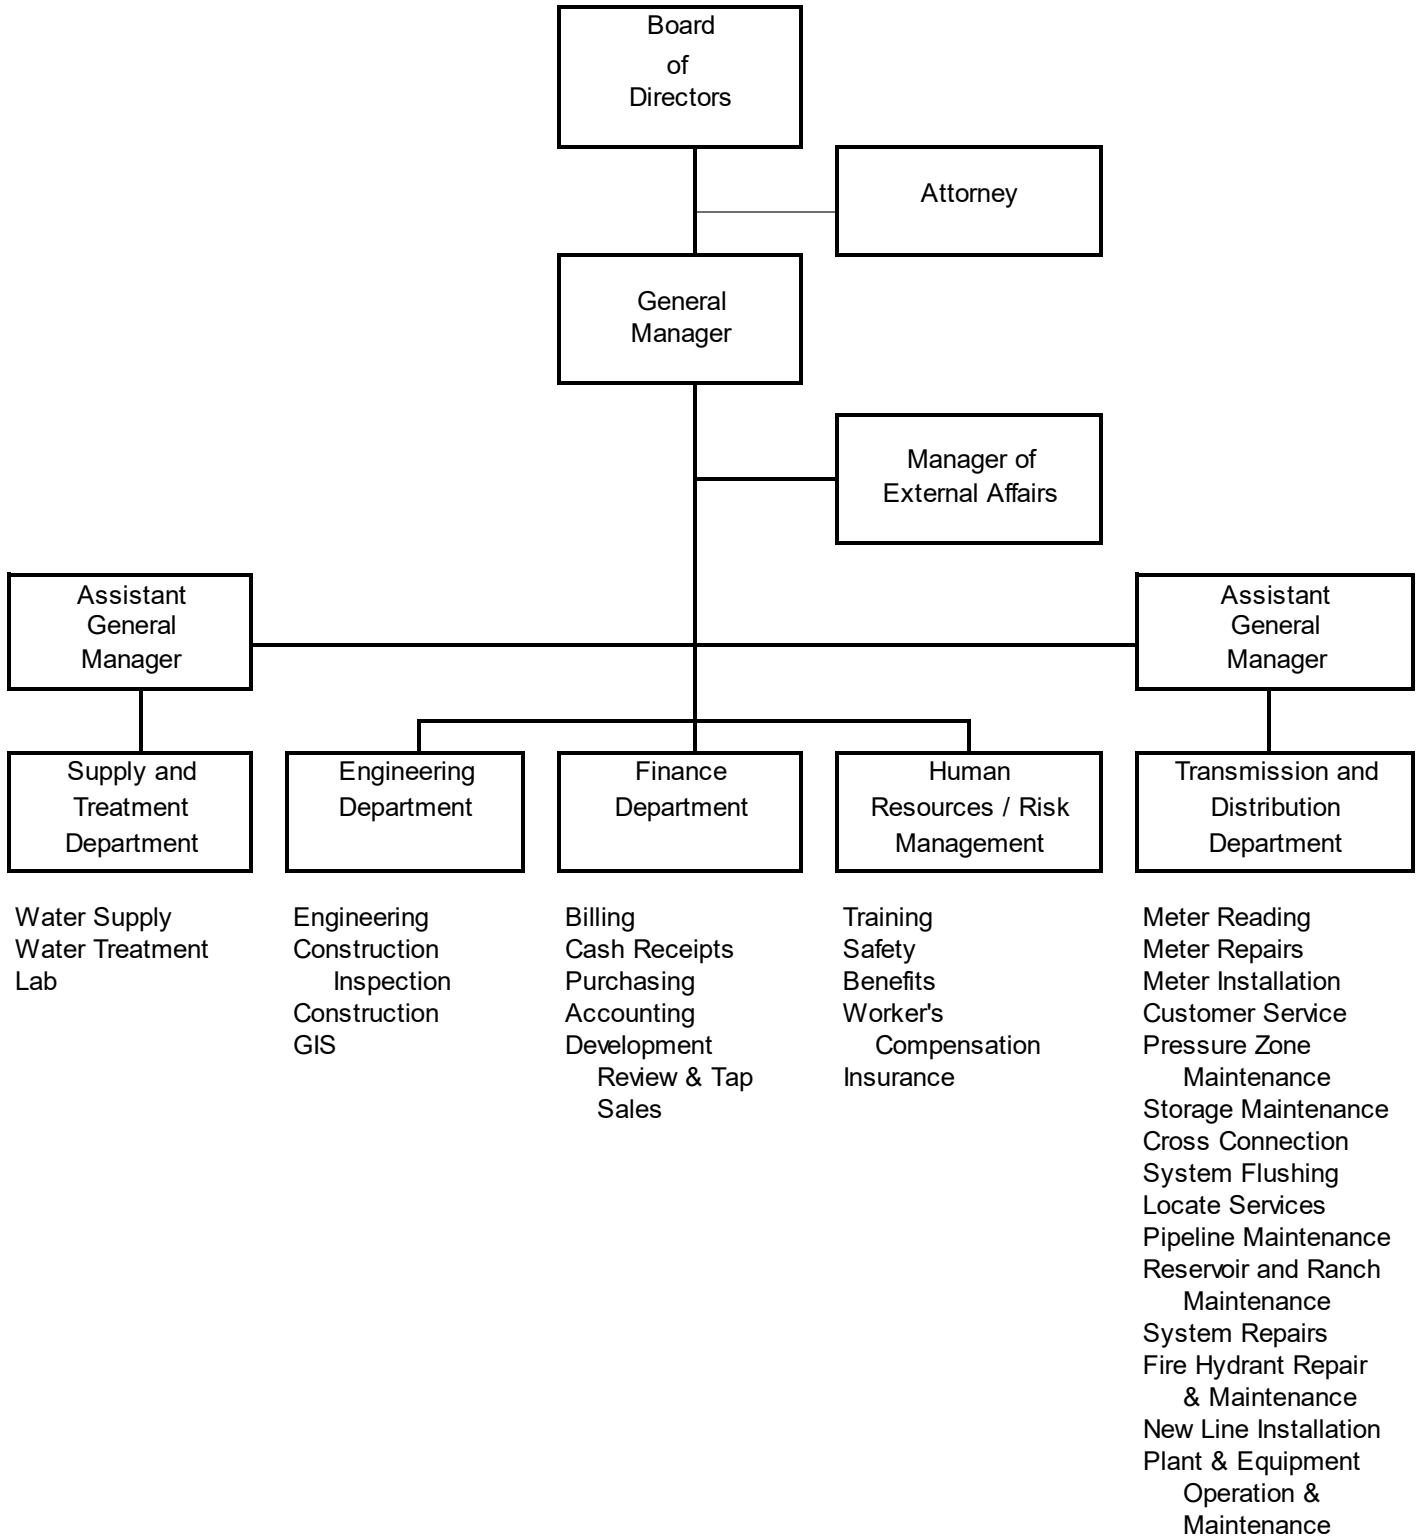 Board
of
Directors
Attorney
General
Manager
Manager of
External Affairs
Assistant
General
Manager
Assistant
General
Manager
Supply and
Treatment
Department
Engineering
Department
Finance
Department
Human
Resources / Risk
Management
Transmission and
Distribution
Department
Water Supply
Water Treatment
Lab
Engineering
Construction
Inspection
Construction
GIS
Billing
Cash Receipts
Purchasing
Accounting
Development
Review & Tap
Sales
Training
Safety
Benefits
Worker's
Compensation
Insurance
Meter Reading
Meter Repairs
Meter Installation
Customer Service
Pressure Zone
Maintenance
Storage Maintenance
Cross Connection
System Flushing
Locate Services
Pipeline Maintenance
Reservoir and Ranch
Maintenance
System Repairs
Fire Hydrant Repair
& Maintenance
New Line Installation
Plant & Equipment
Operation &
Maintenance